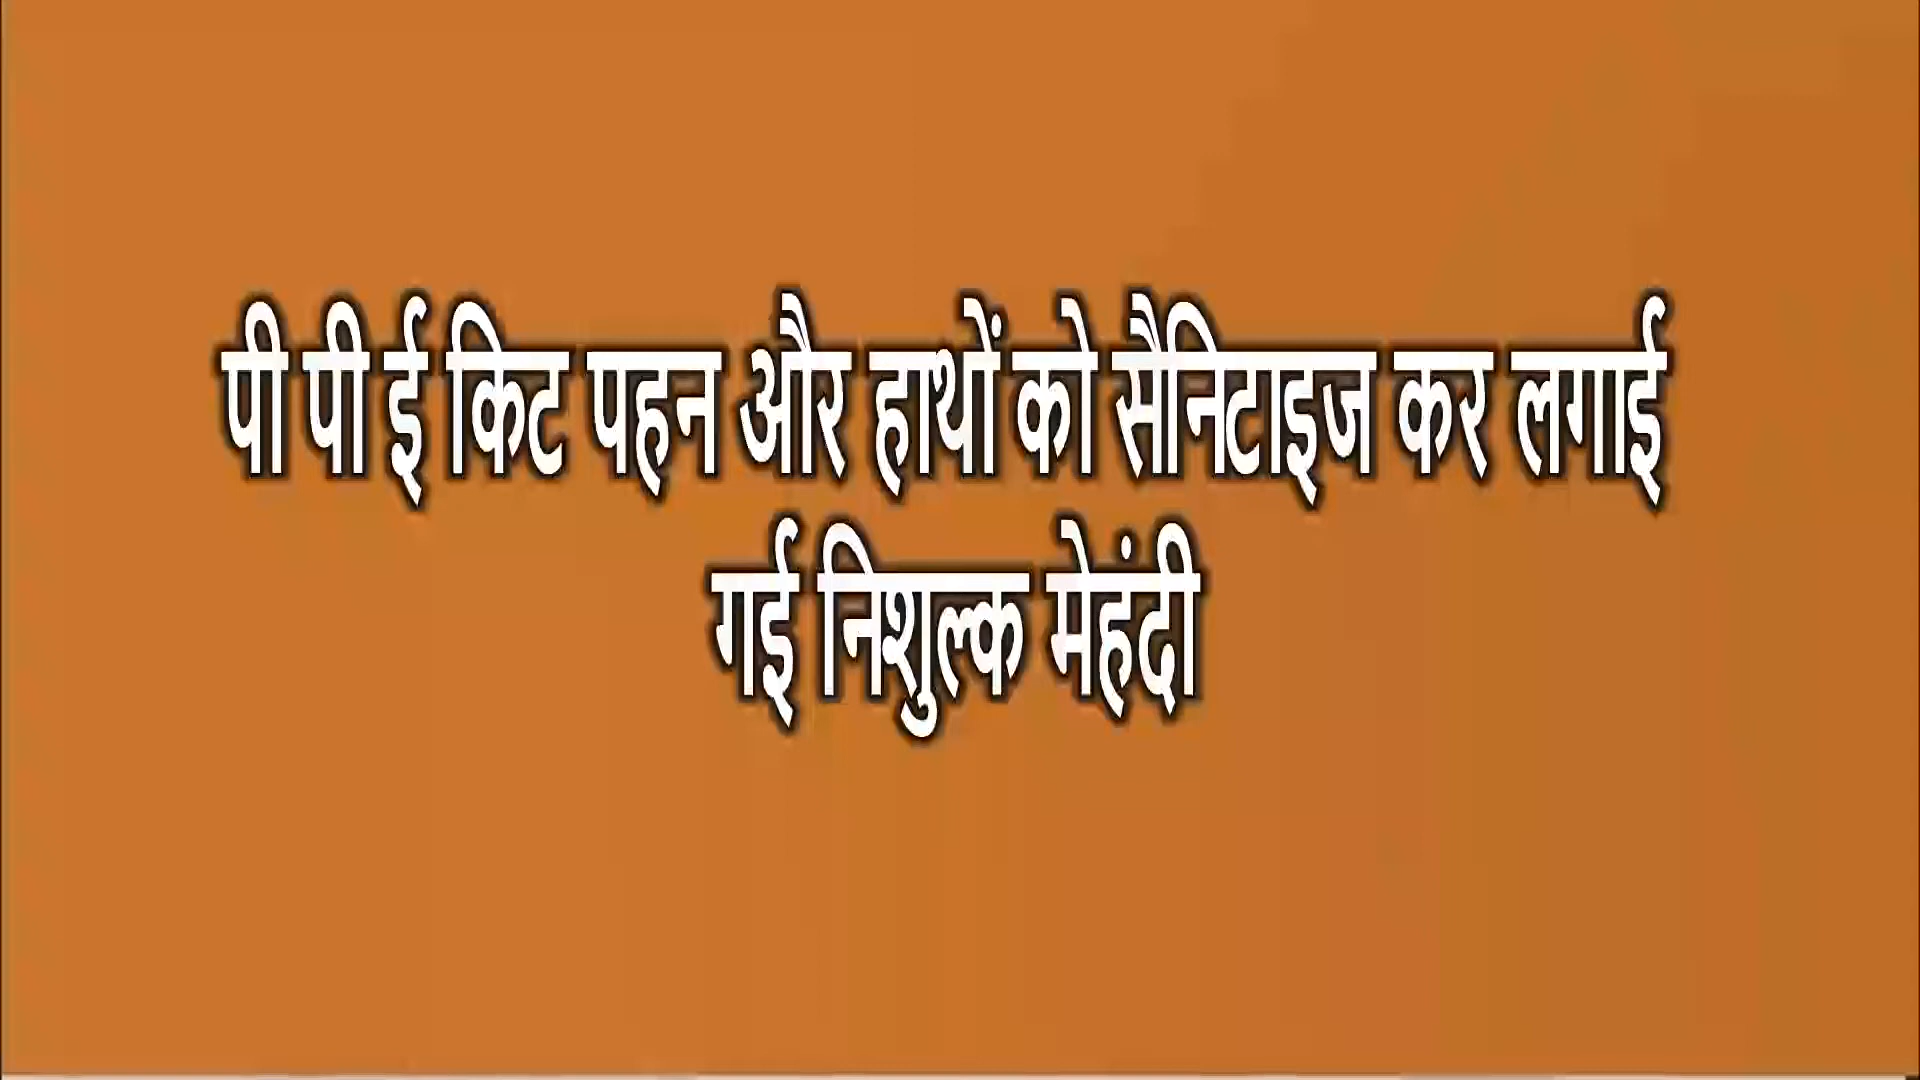 पी पी ई किट पहन और हाथों को सैनिटाइज कर लगाई
गई निशुल्क मेहंदी